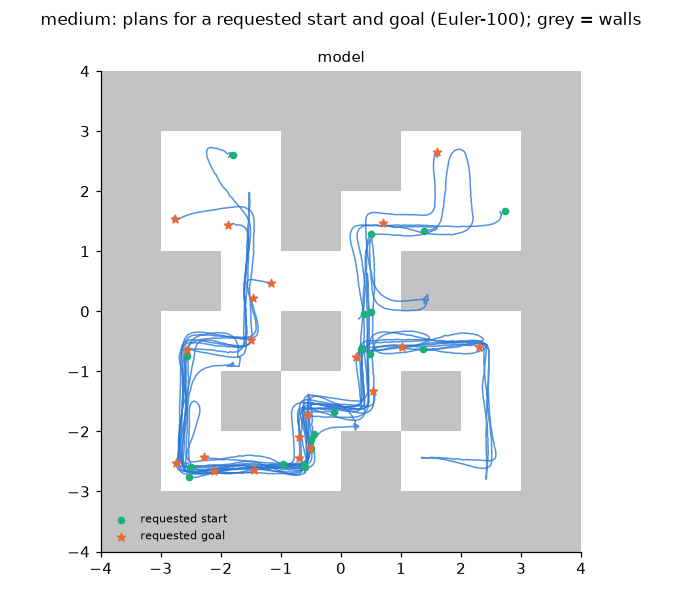 medium: plans for a requested start and goal (Euler-100); grey = walls
model
4
3
2
1
0
−1
−2
−3
−4
requested start
requested goal
−4 −3 −2 −1 0 1 2 3 4